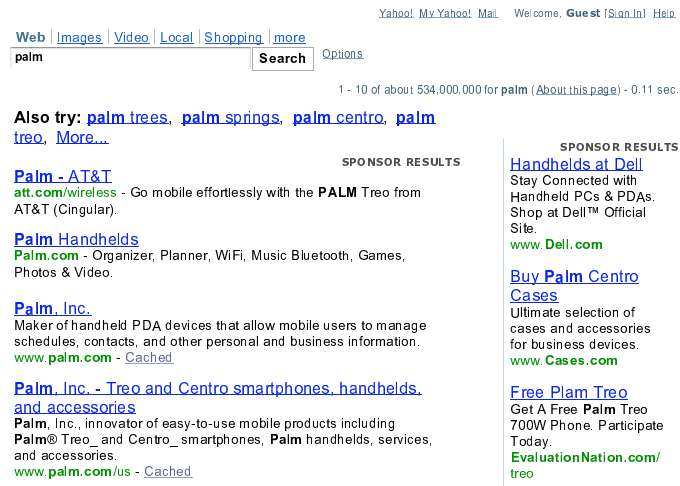 Yahoo! My Yahoo! Mail Welcome, Guest [Sign In] Help
Web Images Video Local Shopping more
palm Search Options
1 - 10 of about 534,000,000 for palm (About this page) - 0.11 sec.
Also try: palm trees, palm springs, palm centro, palm
treo, More...
SPONSOR RESULTS
Palm - AT&T
att.com/wireless - Go mobile effortlessly with the PALM Treo from
AT&T (Cingular).
Palm Handhelds
Palm.com - Organizer, Planner, WiFi, Music Bluetooth, Games,
Photos & Video.
Palm, Inc.
Maker of handheld PDA devices that allow mobile users to manage
schedules, contacts, and other personal and business information.
www.palm.com - Cached
Palm, Inc. - Treo and Centro smartphones, handhelds,
and accessories
Palm, Inc., innovator of easy-to-use mobile products including
Palm® Treo_ and Centro_ smartphones, Palm handhelds, services,
and accessories.
www.palm.com/us - Cached
SPONSOR RESULTS
Handhelds at Dell
Stay Connected with
Handheld PCs & PDAs.
Shop at Dell™ Official
Site.
www.Dell.com
Buy Palm Centro
Cases
Ultimate selection of
cases and accessories
for business devices.
www.Cases.com
Free Plam Treo
Get A Free Palm Treo
700W Phone. Participate
Today.
EvaluationNation.com/
treo